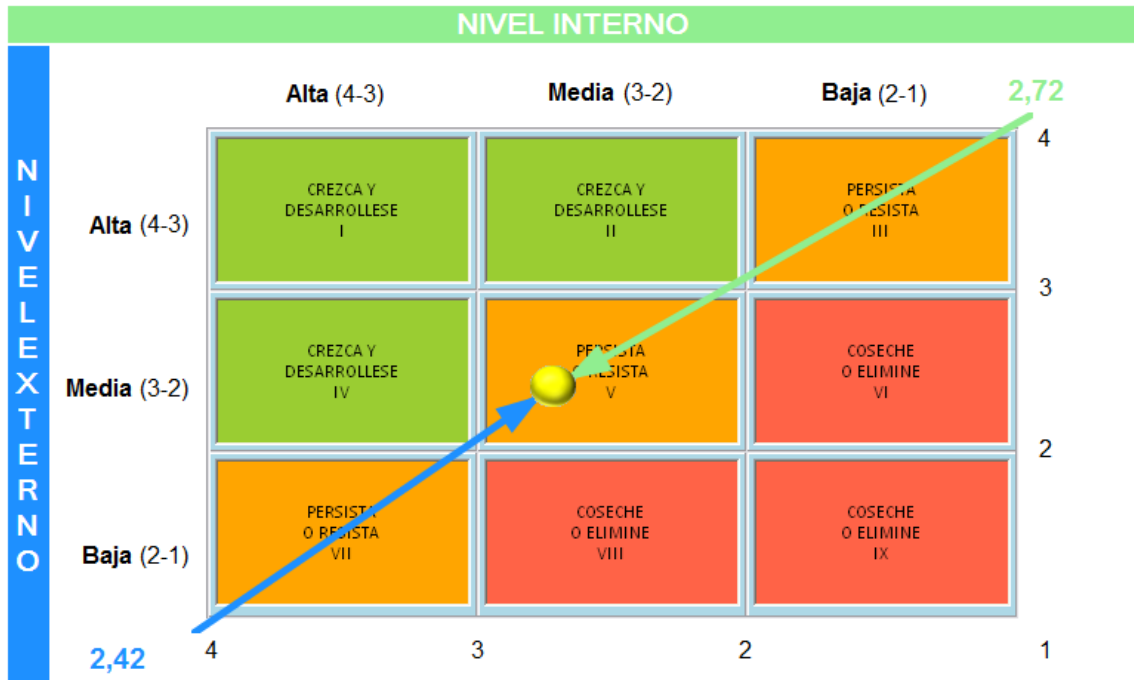 NIVEL INTERNO
NIVEL EXTERNO
Alta (4-3)
Media (3-2)
Baja (2-1)
2,72
4
Alta (4-3)
CREZCA Y
DESARROLLESE
I
CREZCA Y
DESARROLLESE
II
PERSISTA
O RESISTA
III
3
Media (3-2)
CREZCA Y
DESARROLLESE
IV
PERSISTA
O RESISTA
V
COSECHE
O ELIMINE
VI
2
Baja (2-1)
PERSISTA
O RESISTA
VII
COSECHE
O ELIMINE
VIII
COSECHE
O ELIMINE
IX
2,42
4
3
2
1